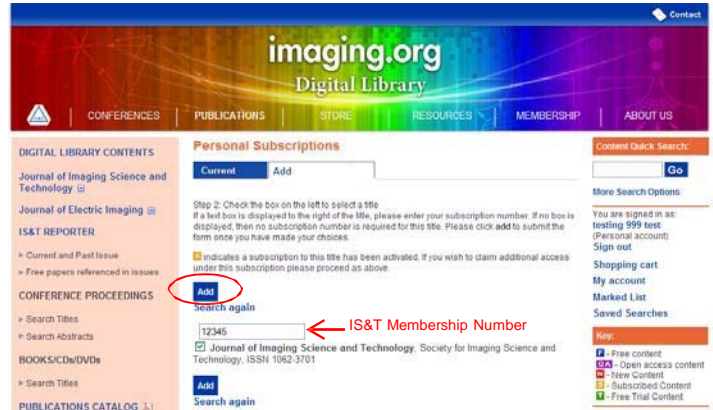 Contact
imaging.org
Digital Library
CONFERENCES
PUBLICATIONS
STORE
RESOURCES
MEMBERSHIP
ABOUT US
DIGITAL LIBRARY CONTENTS
Journal of Imaging Science and
Technology
Journal of Electric Imaging
IS&T REPORTER
Current and Past Issue
Free papers referenced in issues
CONFERENCE PROCEEDINGS
Search Titles
Search Abstracts
BOOKS/CDs/DVDs
Search Titles
PUBLICATIONS CATALOG
Personal Subscriptions
Current
Add
Step 2: Check the box on the left to select a title
If a text box is displayed to the right of the title, please enter your subscription number. If no box is
displayed, then no subscription number is required for this title. Please click add to submit the
form once you have made your choices.
indicates a subscription to this title has been activated. If you wish to claim additional access
under this subscription please proceed as above.
Add
Search again
12345
IS&T Membership Number
Journal of Imaging Science and Technology, Society for Imaging Science and
Technology, ISSN 1062-3701
Add
Search again
Content Quick Search:
Go
More Search Options
You are signed in as:
testing 999 test
(Personal account)
Sign out
Shopping cart
My account
Marked List
Saved Searches
Key:
F - Free content
OA - Open access content
N - New Content
S - Subscribed Content
T - Free Trial Content